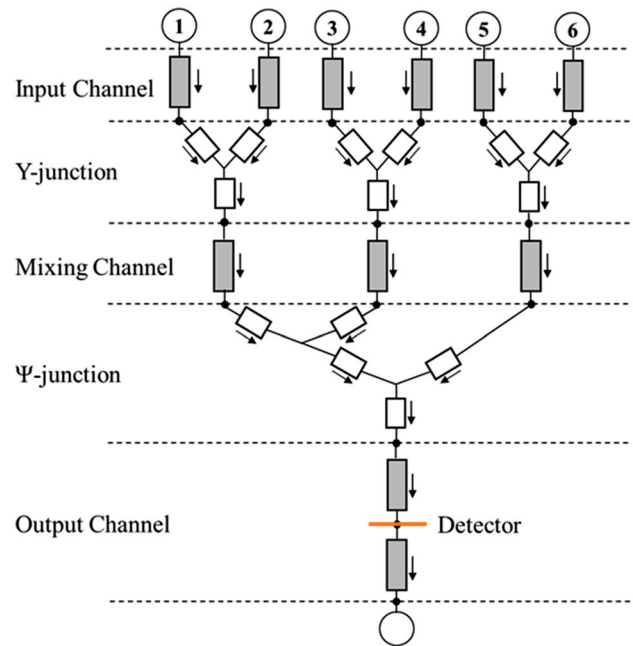 1 2 3 4 5 6
Input Channel
Y-junction
Mixing Channel
Ψ-junction
Output Channel
Detector